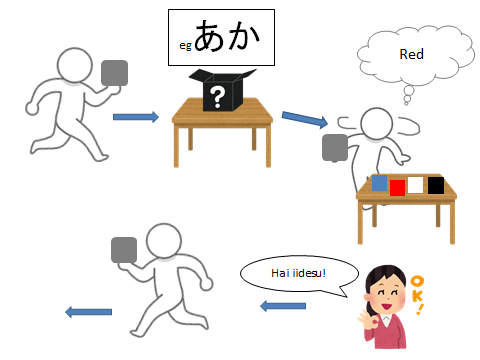 eg あか
?
Red
Hai iidesu!
OK!